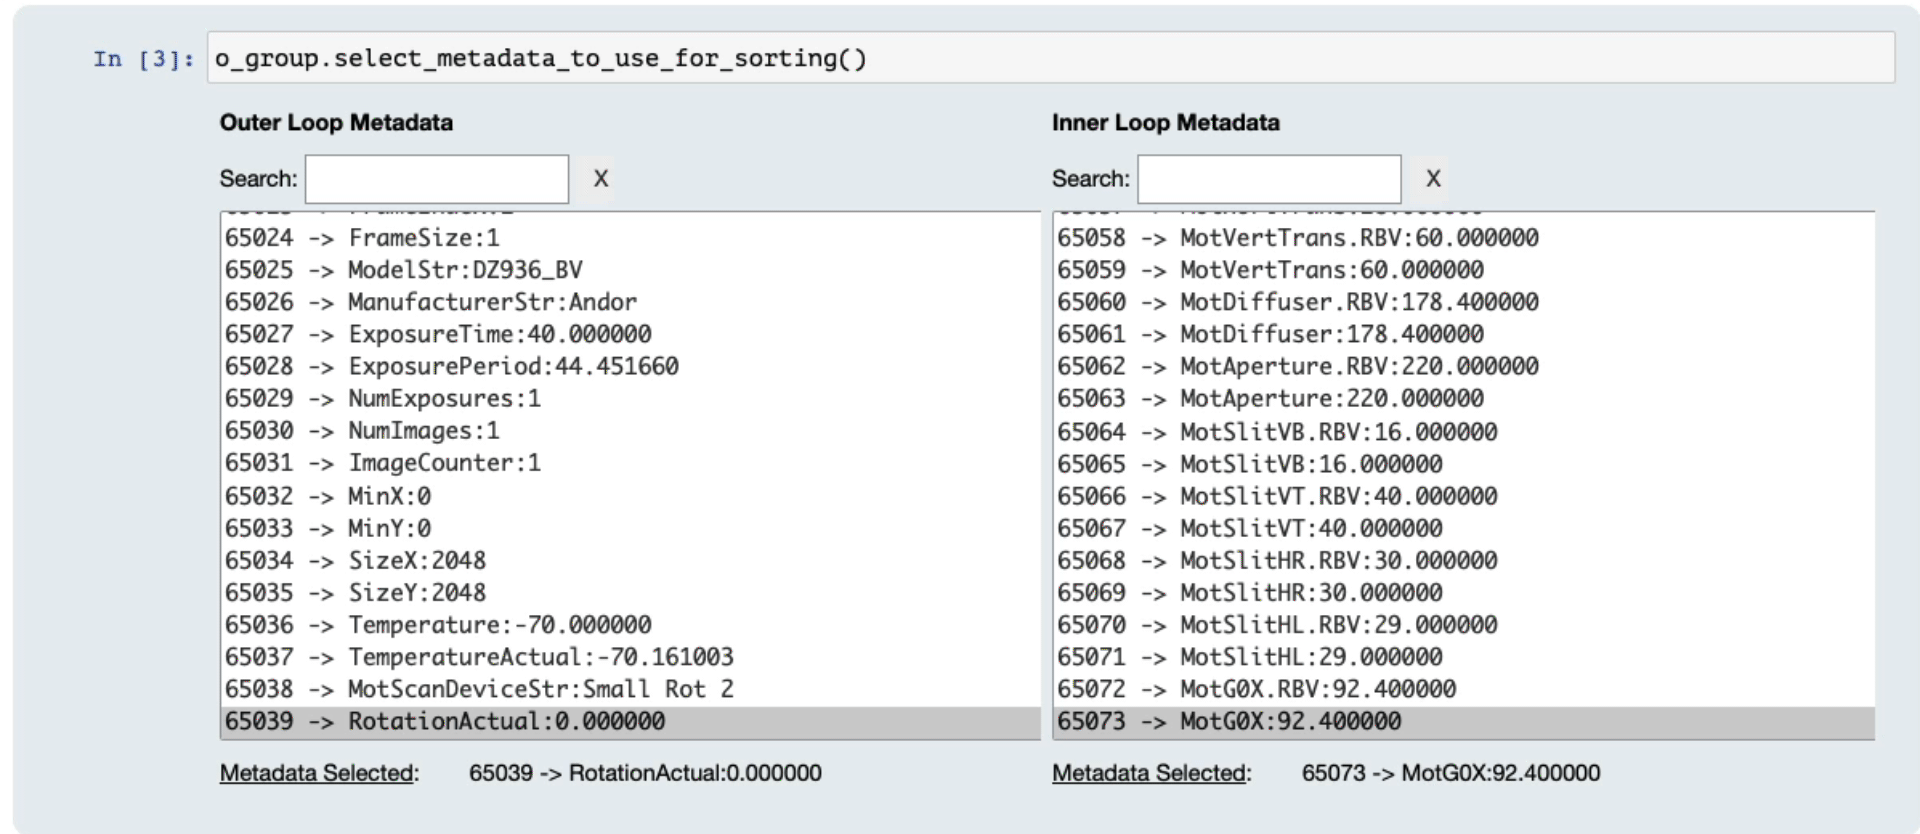 In [3]: o_group.select_metadata_to_use_for_sorting()
Outer Loop Metadata
Search: X
65024 -> FrameSize:1
65025 -> ModelStr:DZ936_BV
65026 -> ManufacturerStr:Andor
65027 -> ExposureTime:40.000000
65028 -> ExposurePeriod:44.451660
65029 -> NumExposures:1
65030 -> NumImages:1
65031 -> ImageCounter:1
65032 -> MinX:0
65033 -> MinY:0
65034 -> SizeX:2048
65035 -> SizeY:2048
65036 -> Temperature:-70.000000
65037 -> TemperatureActual:-70.161003
65038 -> MotScanDeviceStr:Small Rot 2
65039 -> RotationActual:0.000000
Metadata Selected: 65039 -> RotationActual:0.000000
Inner Loop Metadata
Search: X
65058 -> MotVertTrans.RBV:60.000000
65059 -> MotVertTrans:60.000000
65060 -> MotDiffuser.RBV:178.400000
65061 -> MotDiffuser:178.400000
65062 -> MotAperture.RBV:220.000000
65063 -> MotAperture:220.000000
65064 -> MotSlitVB.RBV:16.000000
65065 -> MotSlitVB:16.000000
65066 -> MotSlitVT.RBV:40.000000
65067 -> MotSlitVT:40.000000
65068 -> MotSlitHR.RBV:30.000000
65069 -> MotSlitHR:30.000000
65070 -> MotSlitHL.RBV:29.000000
65071 -> MotSlitHL:29.000000
65072 -> MotG0X.RBV:92.400000
65073 -> MotG0X:92.400000
Metadata Selected: 65073 -> MotG0X:92.400000